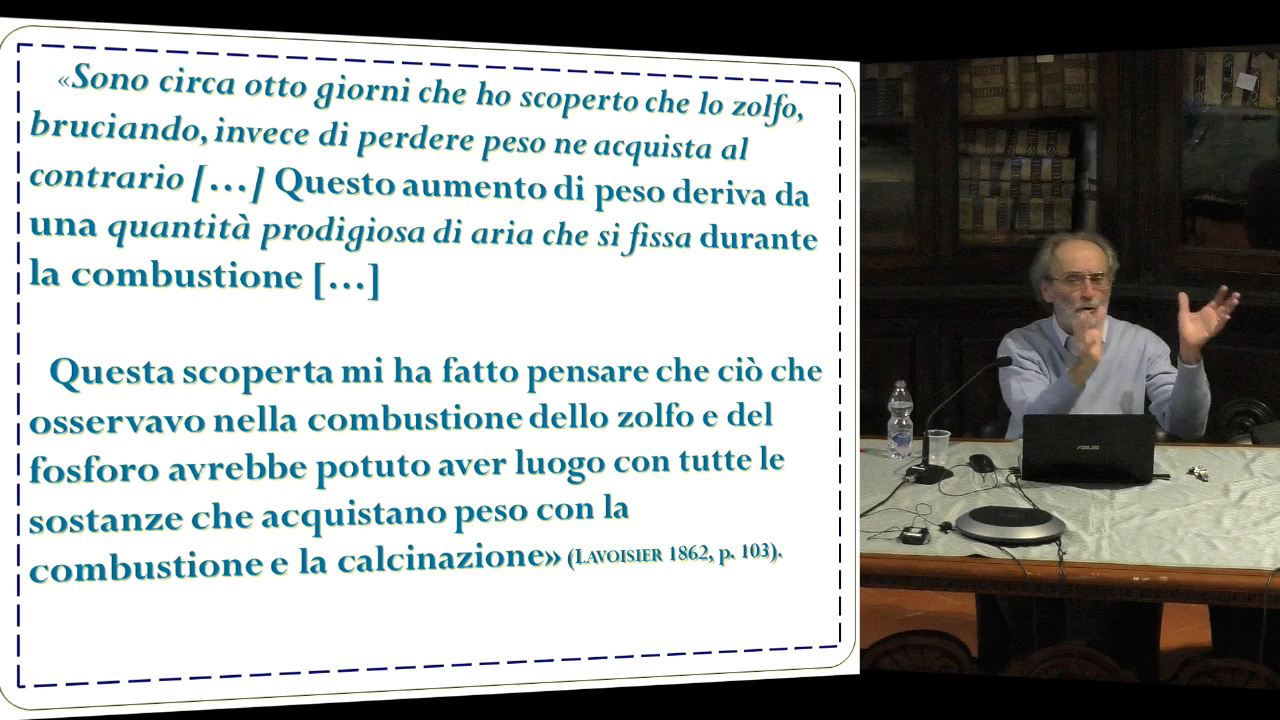 «Sono circa otto giorni che ho scoperto che lo zolfo,
bruciando, invece di perdere peso ne acquista al
contrario […] Questo aumento di peso deriva da
una quantità prodigiosa di aria che si fissa durante
la combustione […]
Questa scoperta mi ha fatto pensare che ciò che
osservavo nella combustione dello zolfo e del
fosforo avrebbe potuto aver luogo con tutte le
sostanze che acquistano peso con la
combustione e la calcinazione» (LAVOISIER 1862, p. 103).
ASUS